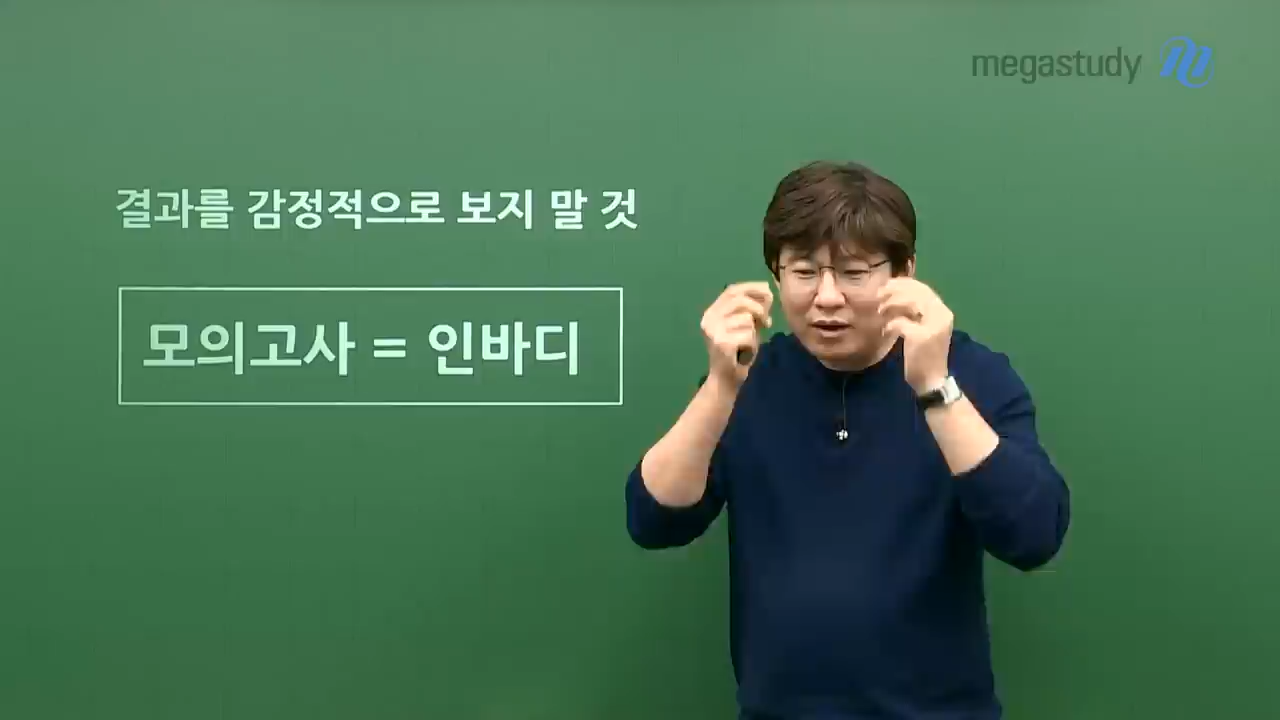 megastudy
결과를 감정적으로 보지 말 것
모의고사 = 인바디